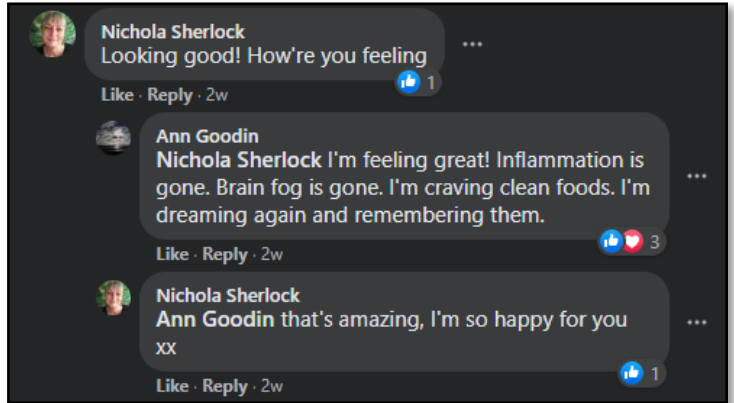 Nichola Sherlock
Looking good! How're you feeling
1
Like · Reply · 2w
Ann Goodin
Nichola Sherlock I'm feeling great! Inflammation is
gone. Brain fog is gone. I'm craving clean foods. I'm
dreaming again and remembering them.
3
Like · Reply · 2w
Nichola Sherlock
Ann Goodin that's amazing, I'm so happy for you
xx
1
Like · Reply · 2w